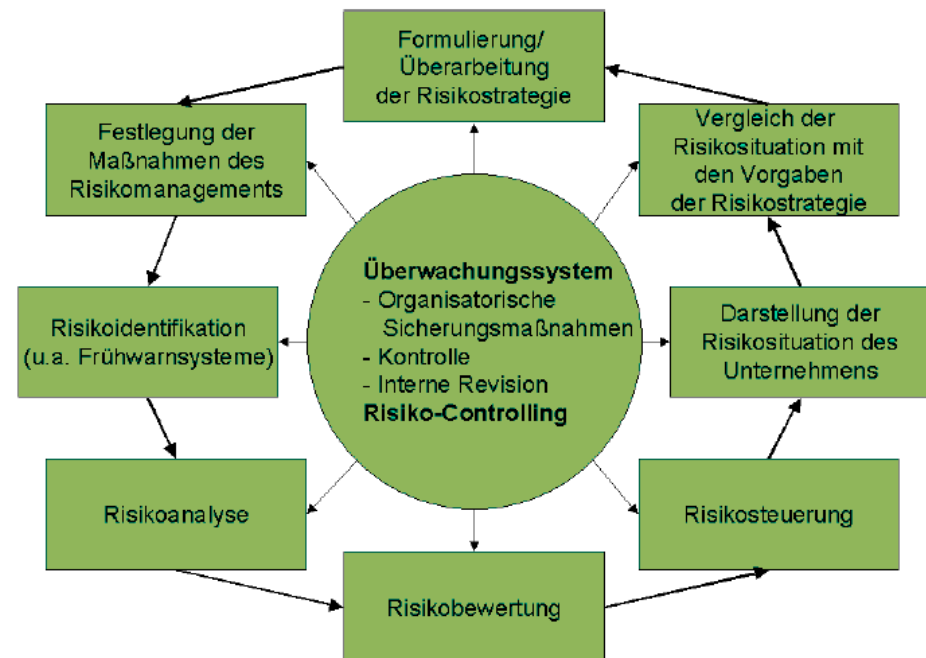 Formulierung/
Überarbeitung
der Risikostrategie
Festlegung der
Maßnahmen des
Risikomanagements
Vergleich der
Risikosituation mit
den Vorgaben
der Risikostrategie
Überwachungssystem
- Organisatorische
Sicherungsmaßnahmen
- Kontrolle
- Interne Revision
Risiko-Controlling
Risikoidentifikation
(u.a. Frühwarnsysteme)
Darstellung der
Risikosituation des
Unternehmens
Risikoanalyse
Risikosteuerung
Risikobewertung